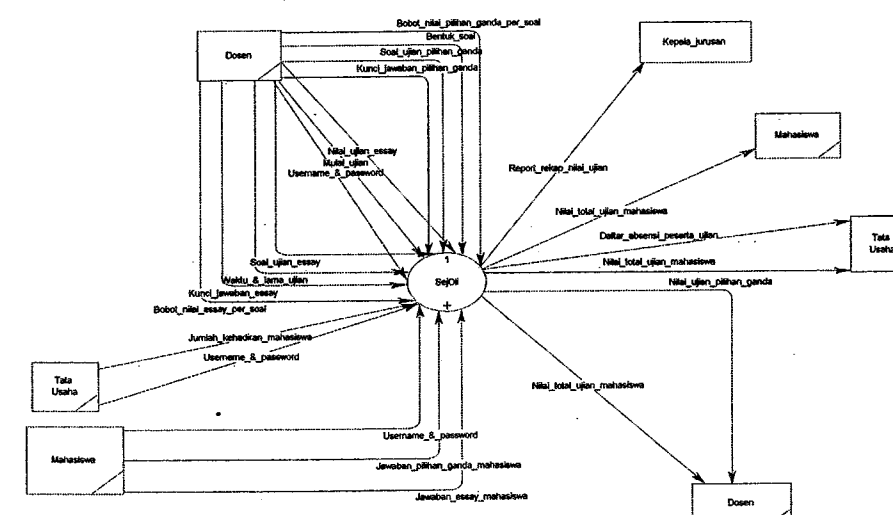 Bobot_nilai_pilihan_ganda_per_soal
Bentuk_soal
Soal_ujian_pilihan_ganda
Kunci_jawaban_pilihan_ganda
Dosen
Kepala_jurusan
Mahasiswa
Nilai_ujian_essay
Mulai_ujian
Username_&_password
Report_rekap_nilai_ujian
Nilai_total_ujian_mahasiswa
Daftar_absensi_peserta_ujian
Tata
Usaha
Nilai_total_ujian_mahasiswa
Soal_ujian_essay
1
SejOli
+
Waktu_&_lama_ujian
Kunci_jawaban_essay
Bobot_nilai_essay_per_soal
Nilai_ujian_pilihan_ganda
Jumlah_kehadiran_mahasiswa
Username_&_password
Tata
Usaha
Nilai_total_ujian_mahasiswa
Mahasiswa
Username_&_password
Jawaban_pilihan_ganda_mahasiswa
Jawaban_essay_mahasiswa
Dosen